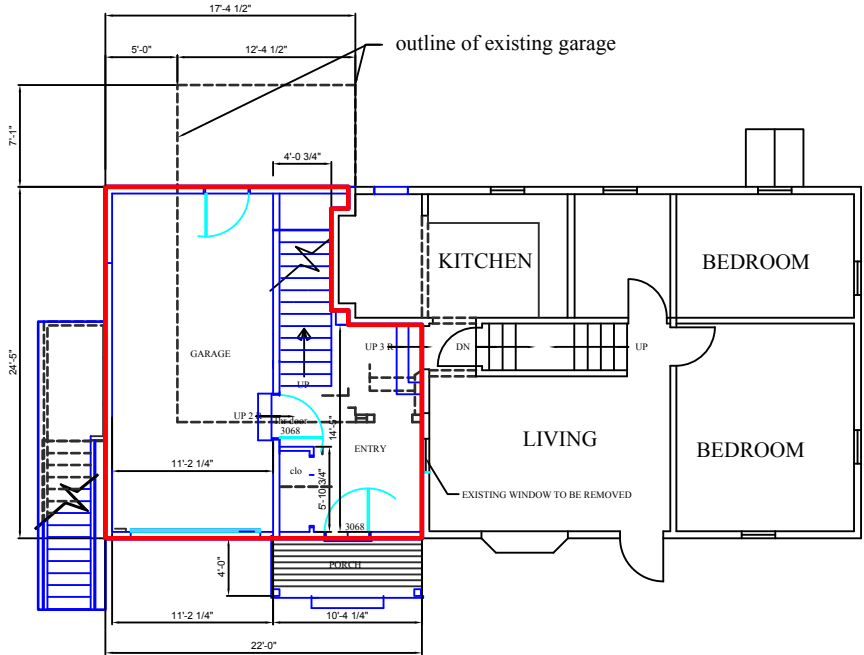 17'-4 1/2"
outline of existing garage
5'-0"
12'-4 1/2"
7'-1"
4'-0 3/4"
KITCHEN
BEDROOM
24'-5"
GARAGE
UP 3 R
DN
UP
UP
UP 2 R
1hr door
3068
14'-5"
ENTRY
LIVING
BEDROOM
11'-2 1/4"
clo
5'-10 3/4"
EXISTING WINDOW TO BE REMOVED
3068
4'-0"
PORCH
11'-2 1/4"
10'-4 1/4"
22'-0"